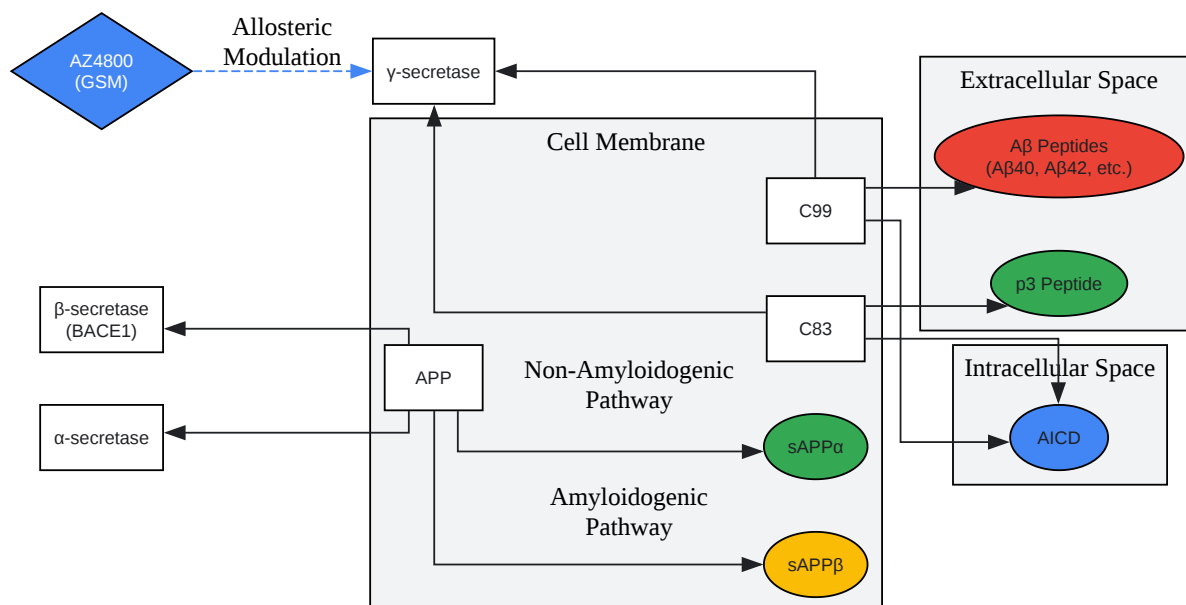 AZ4800
(GSM)
Allosteric
Modulation
γ-secretase
Extracellular Space
Cell Membrane
Aβ Peptides
(Aβ40, Aβ42, etc.)
C99
p3 Peptide
β-secretase
(BACE1)
C83
APP
Non-Amyloidogenic
Pathway
Intracellular Space
α-secretase
sAPPα
AICD
Amyloidogenic
Pathway
sAPPβ